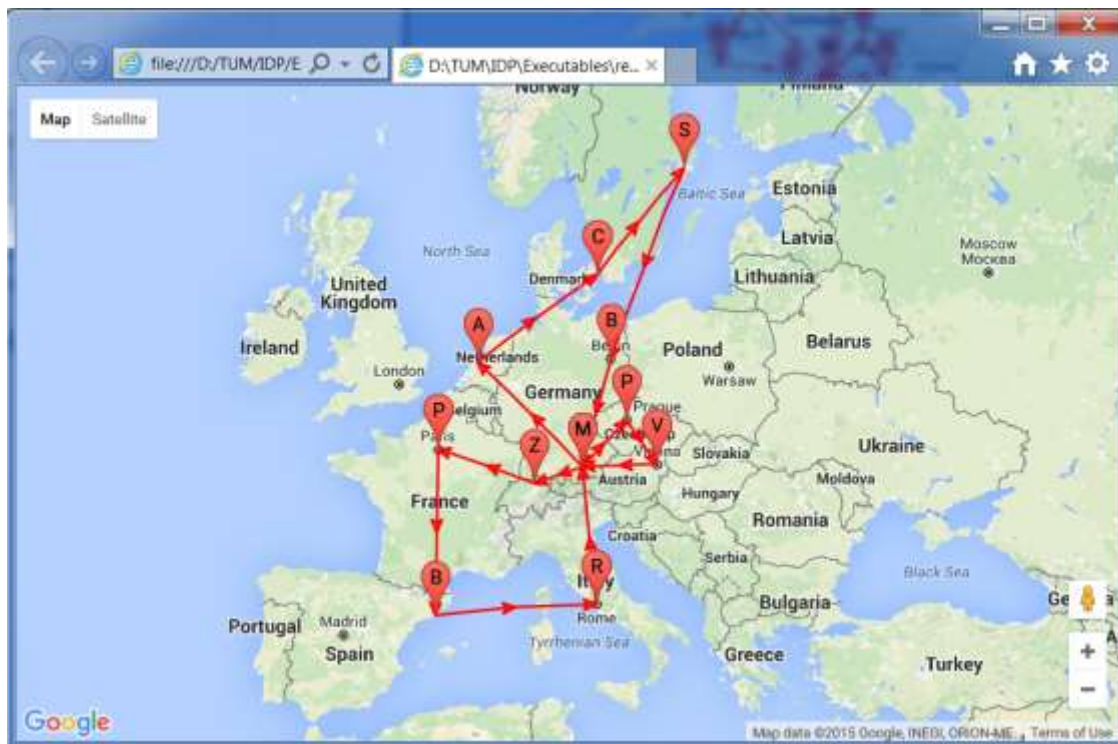 file:///D:/TUM/IDP/E
D:\TUM\IDP\Executables\re...
Map Satellite
Norway
Finland
S
Baltic Sea
Estonia
C
Latvia
North Sea
Moscow
Москва
Denmark
Lithuania
United
Kingdom
A
B
Belarus
Ireland
Netherlands
Berlin
Poland
London
Warsaw
Germany
P
Belgium
Prague
P
M
V
Paris
Z
Ukraine
Vienna
Slovakia
Austria
Moldova
France
Hungary
Romania
Croatia
Serbia
B
R
Black Sea
Italy
Bulgaria
Portugal
Madrid
Rome
Spain
Tyrrhenian Sea
Greece
Turkey
Google
Map data ©2015 Google, INEGI, ORION-ME
Terms of Use